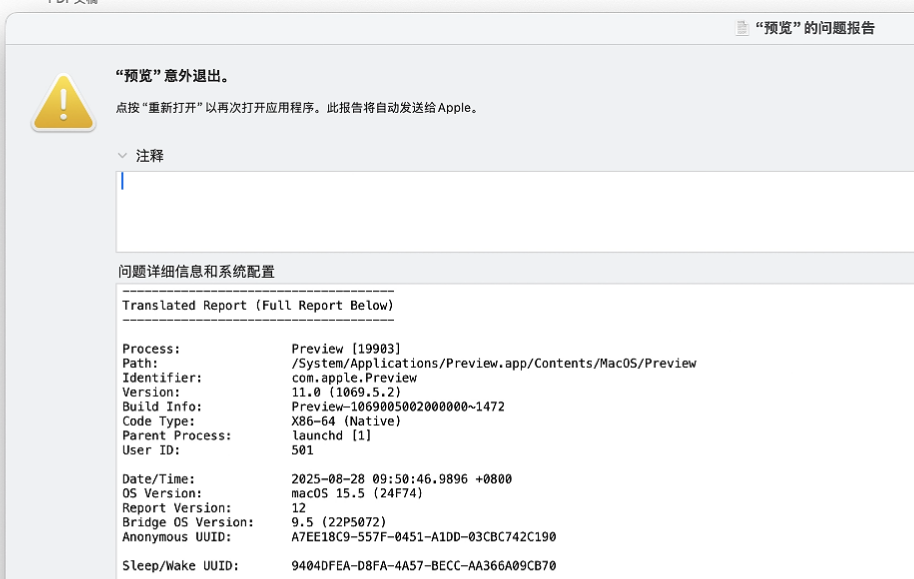 PDF文稿
“预览”的问题报告
“预览”意外退出。
点按“重新打开”以再次打开应用程序。此报告将自动发送给Apple。
注释
问题详细信息和系统配置
-------------------------------------
Translated Report (Full Report Below)
-------------------------------------
Process: Preview [19903]
Path: /System/Applications/Preview.app/Contents/MacOS/Preview
Identifier: com.apple.Preview
Version: 11.0 (1069.5.2)
Build Info: Preview-1069005002000000~1472
Code Type: X86-64 (Native)
Parent Process: launchd [1]
User ID: 501
Date/Time: 2025-08-28 09:50:46.9896 +0800
OS Version: macOS 15.5 (24F74)
Report Version: 12
Bridge OS Version: 9.5 (22P5072)
Anonymous UUID: A7EE18C9-557F-0451-A1DD-03CBC742C190
Sleep/Wake UUID: 9404DFEA-D8FA-4A57-BECC-AA366A09CB70